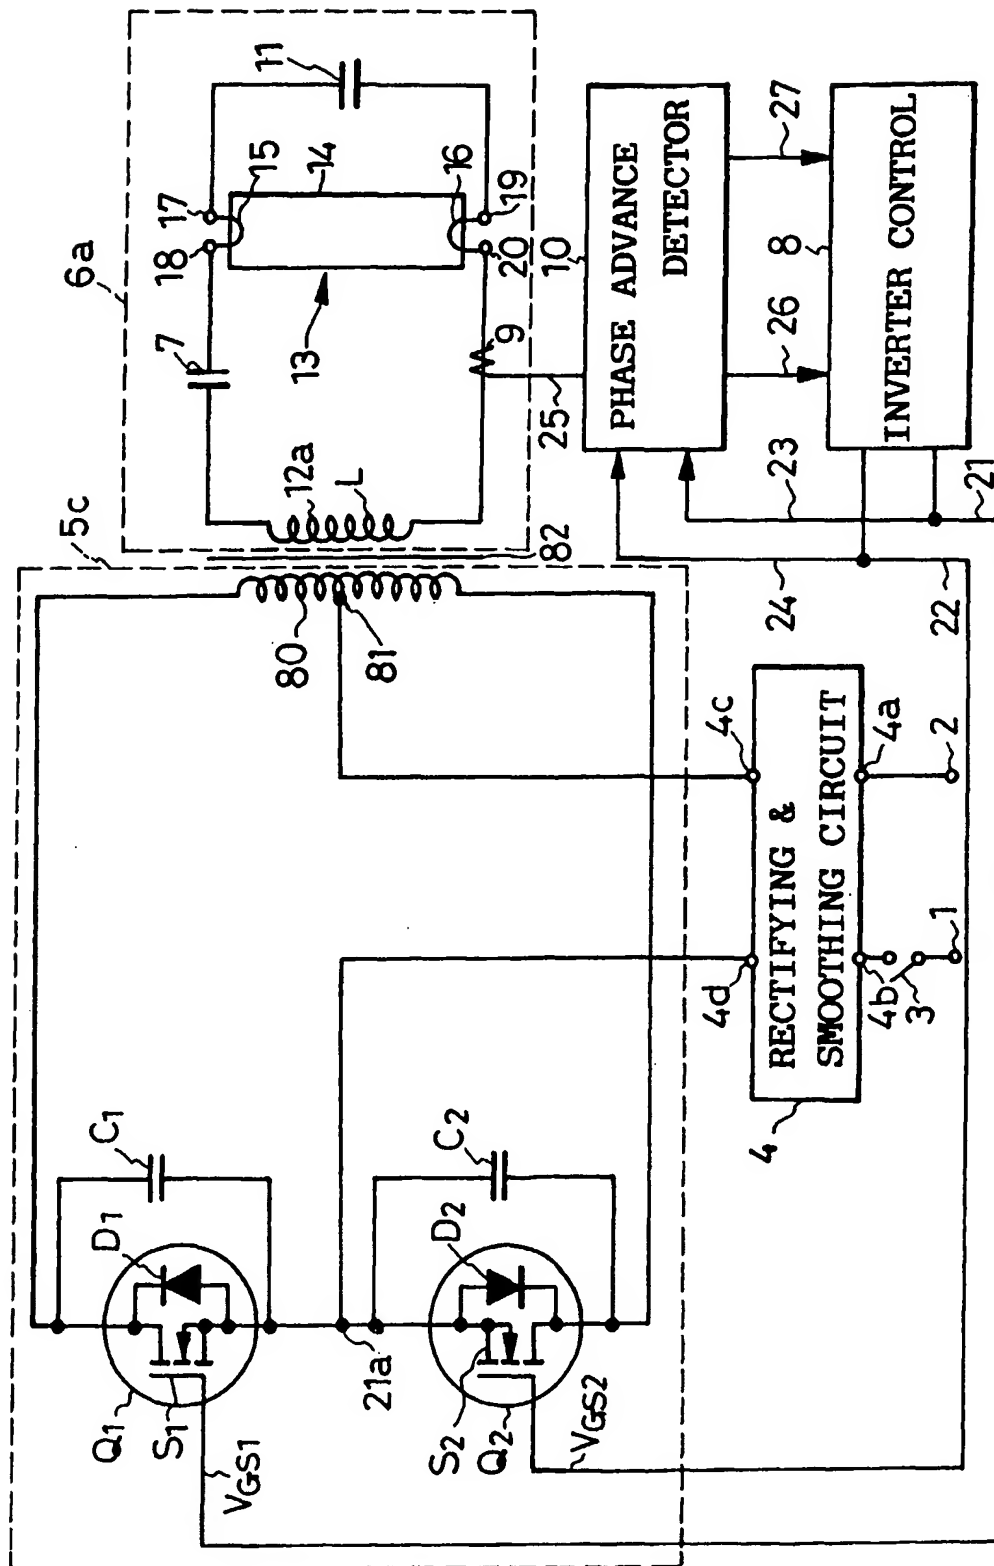 6a
11
17
15
18
14
16
7
13
19
20
9
12a
L
5c
82
80
81
25
10
PHASE ADVANCE
DETECTOR
27
26
8
INVERTER CONTROL
23
21
24
22
4c
4a
2
RECTIFYING &
SMOOTHING CIRCUIT
4d
4b
3
1
4
C1
D1
Q1
S1
VGS1
21a
C2
D2
S2
Q2
VGS2